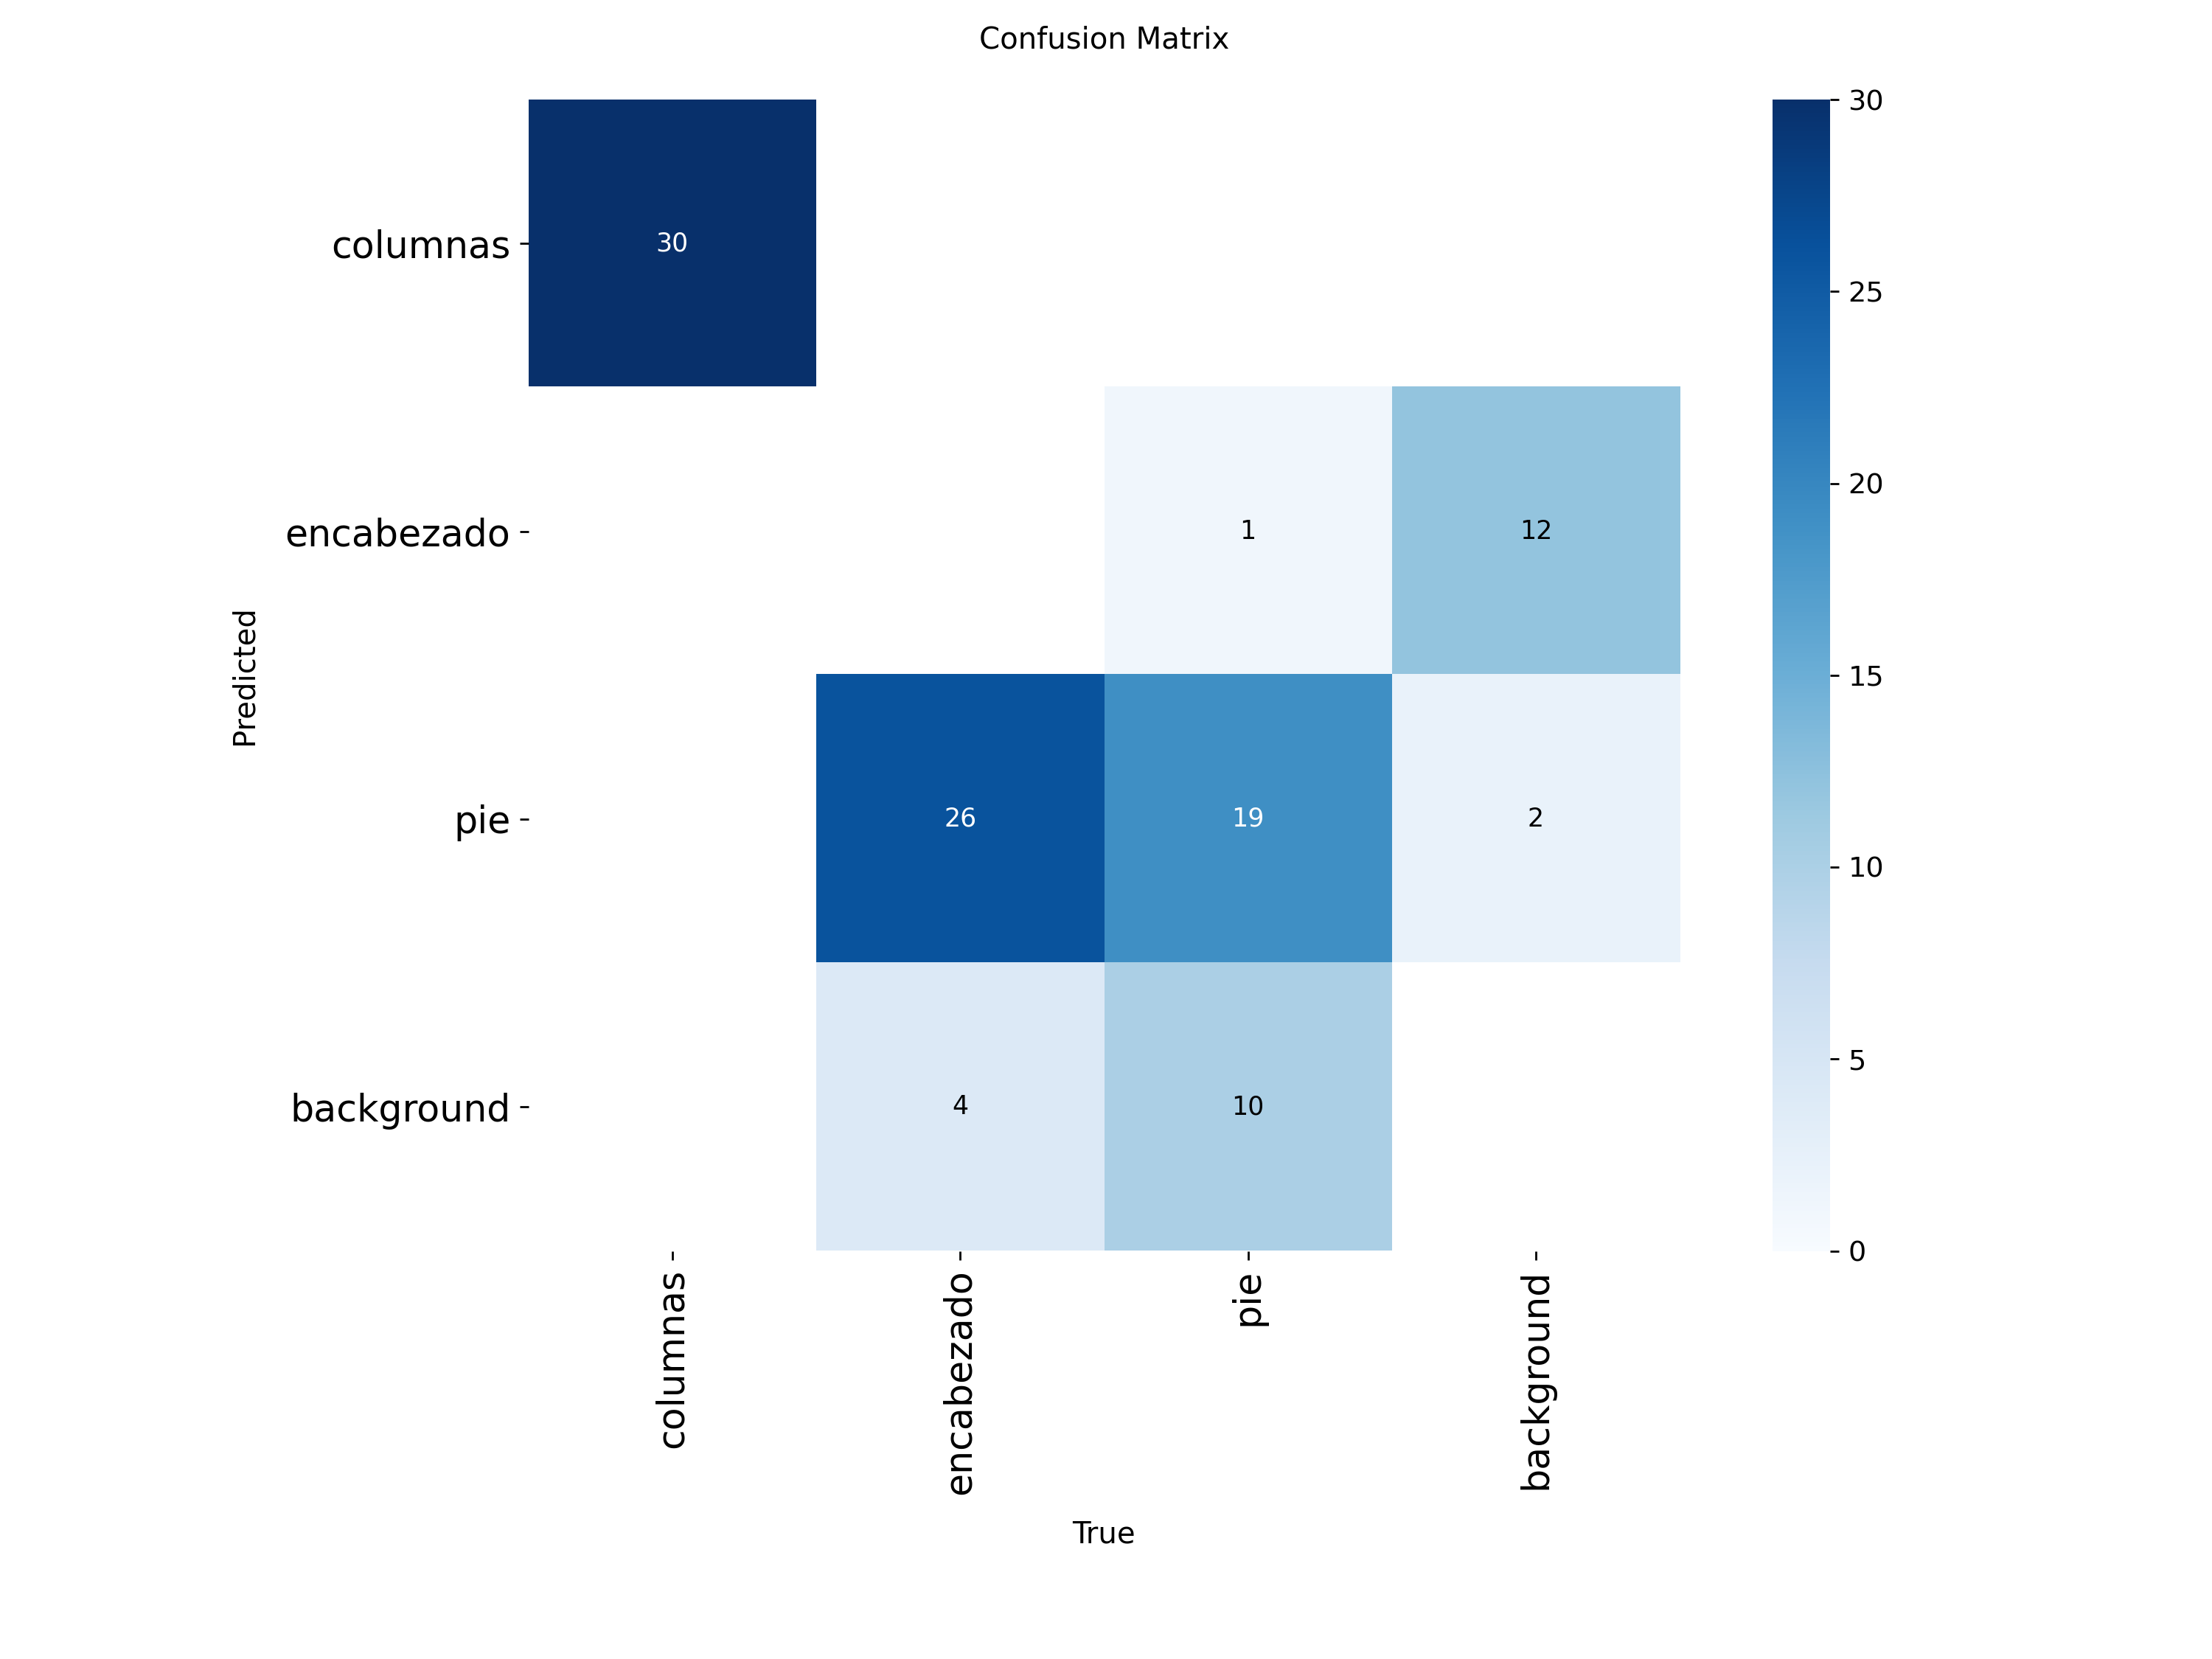 Confusion Matrix
columnas
30
encabezado
1 12
pie
26 19 2
background
4 10
Predicted
columnas
encabezado
pie
background
True
30
25
20
15
10
5
0